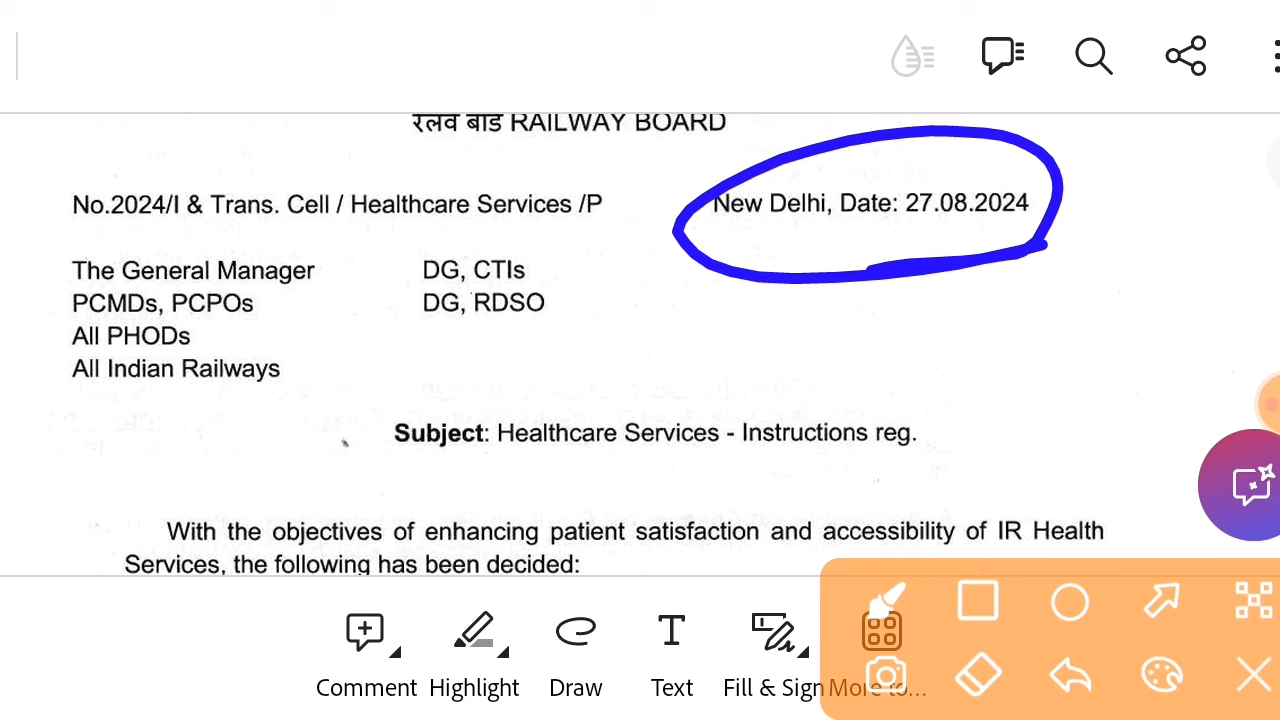 रेलवे बोर्ड RAILWAY BOARD
No.2024/I & Trans. Cell / Healthcare Services /P New Delhi, Date: 27.08.2024
The General Manager DG, CTIs
PCMDs, PCPOs DG, RDSO
All PHODs
All Indian Railways
Subject: Healthcare Services - Instructions reg.
With the objectives of enhancing patient satisfaction and accessibility of IR Health
Services, the following has been decided:
Comment Highlight Draw Text Fill & Sign More to...